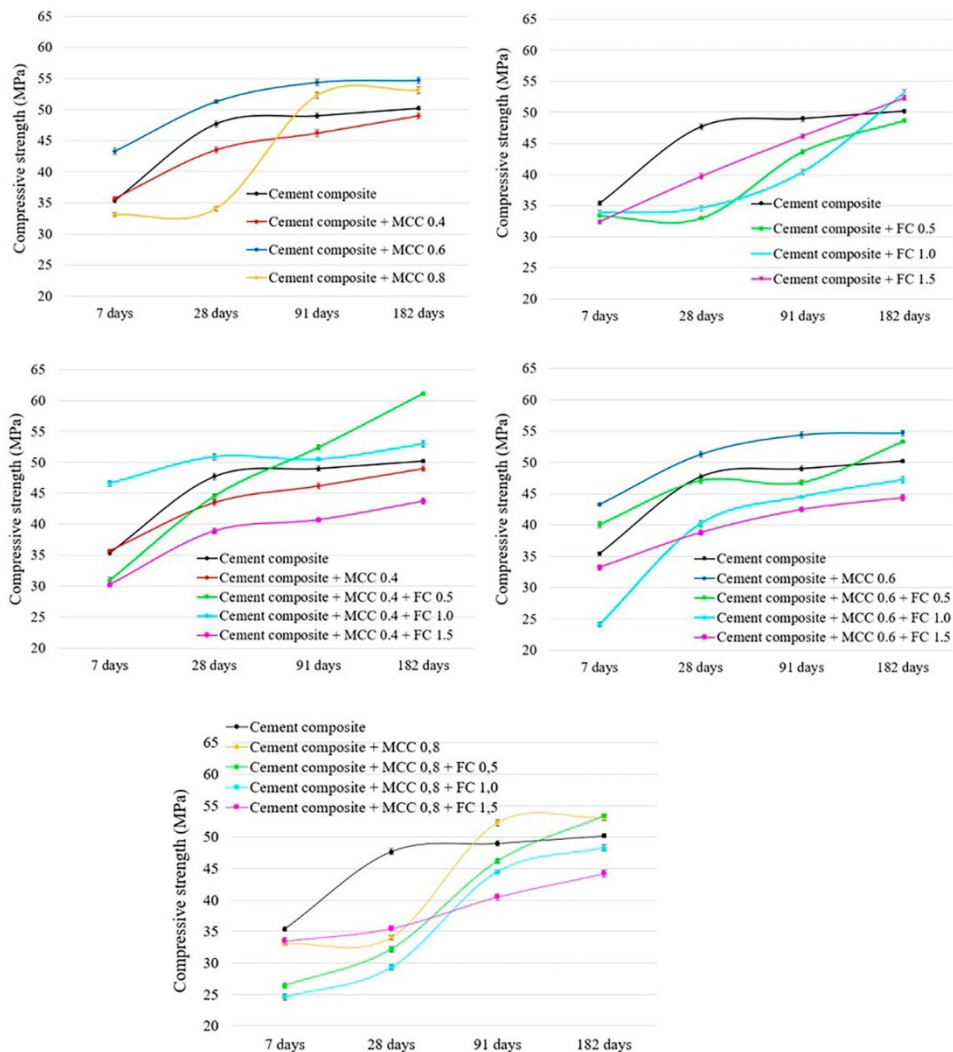 Compressive strength (MPa)
65
60
55
50
45
40
35
30
25
20
Cement composite
Cement composite + MCC 0.4
Cement composite + MCC 0.6
Cement composite + MCC 0.8
7 days
28 days
91 days
182 days
Compressive strength (MPa)
65
60
55
50
45
40
35
30
25
20
Cement composite
Cement composite + FC 0.5
Cement composite + FC 1.0
Cement composite + FC 1.5
7 days
28 days
91 days
182 days
Compressive strength (MPa)
65
60
55
50
45
40
35
30
25
20
Cement composite
Cement composite + MCC 0.4
Cement composite + MCC 0.4 + FC 0.5
Cement composite + MCC 0.4 + FC 1.0
Cement composite + MCC 0.4 + FC 1.5
7 days
28 days
91 days
182 days
Compressive strength (MPa)
65
60
55
50
45
40
35
30
25
20
Cement composite
Cement composite + MCC 0.6
Cement composite + MCC 0.6 + FC 0.5
Cement composite + MCC 0.6 + FC 1.0
Cement composite + MCC 0.6 + FC 1.5
7 days
28 days
91 days
182 days
Cement composite
Cement composite + MCC 0,8
Cement composite + MCC 0,8 + FC 0,5
Cement composite + MCC 0,8 + FC 1,0
Cement composite + MCC 0,8 + FC 1,5
Compressive strength (MPa)
65
60
55
50
45
40
35
30
25
20
7 days
28 days
91 days
182 days